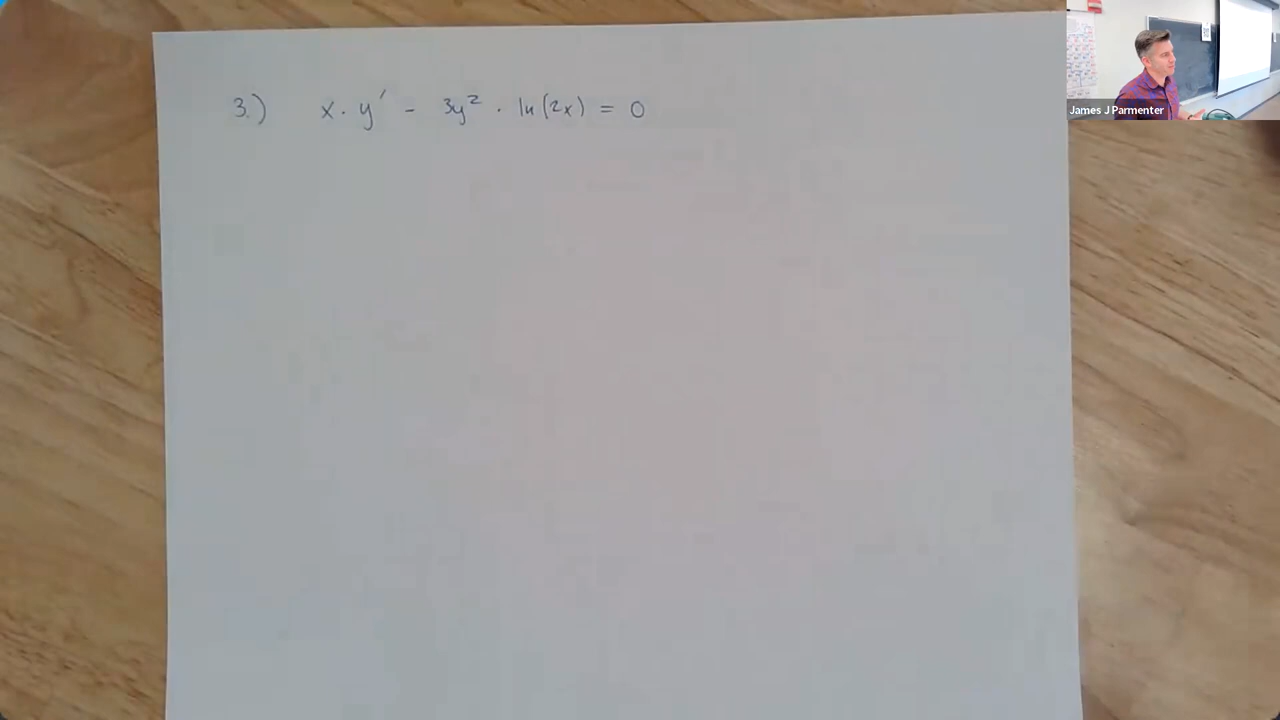 James J Parmenter
3.) x · y′ - 3y² · ln(2x) = 0